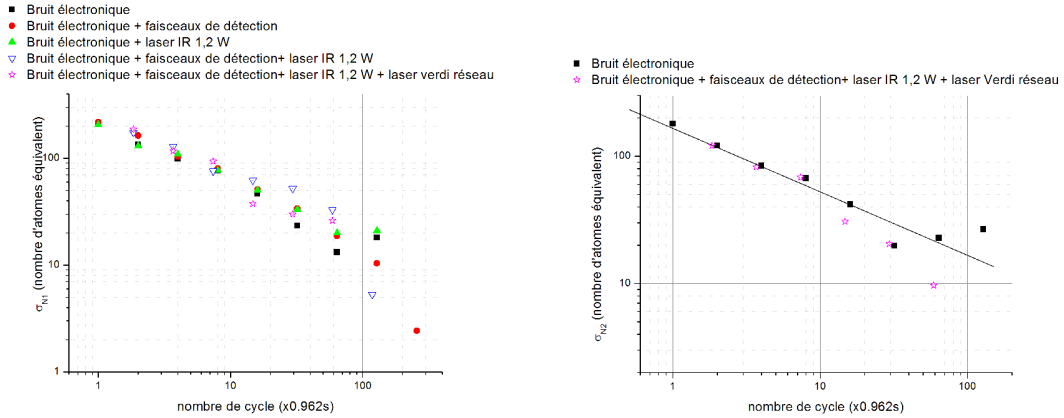 Bruit électronique
Bruit électronique + faisceaux de détection
Bruit électronique + laser IR 1,2 W
Bruit électronique + faisceaux de détection+ laser IR 1,2 W
Bruit électronique + faisceaux de détection+ laser IR 1,2 W + laser verdi réseau
σN1 (nombre d'atomes équivalent)
100
10
1
1
10
100
nombre de cycle (x0.962s)
Bruit électronique
Bruit électronique + faisceaux de détection+ laser IR 1,2 W + laser Verdi réseau
σN2 (nombre d'atomes équivalent)
100
10
1
10
100
nombre de cycle (x0.962s)